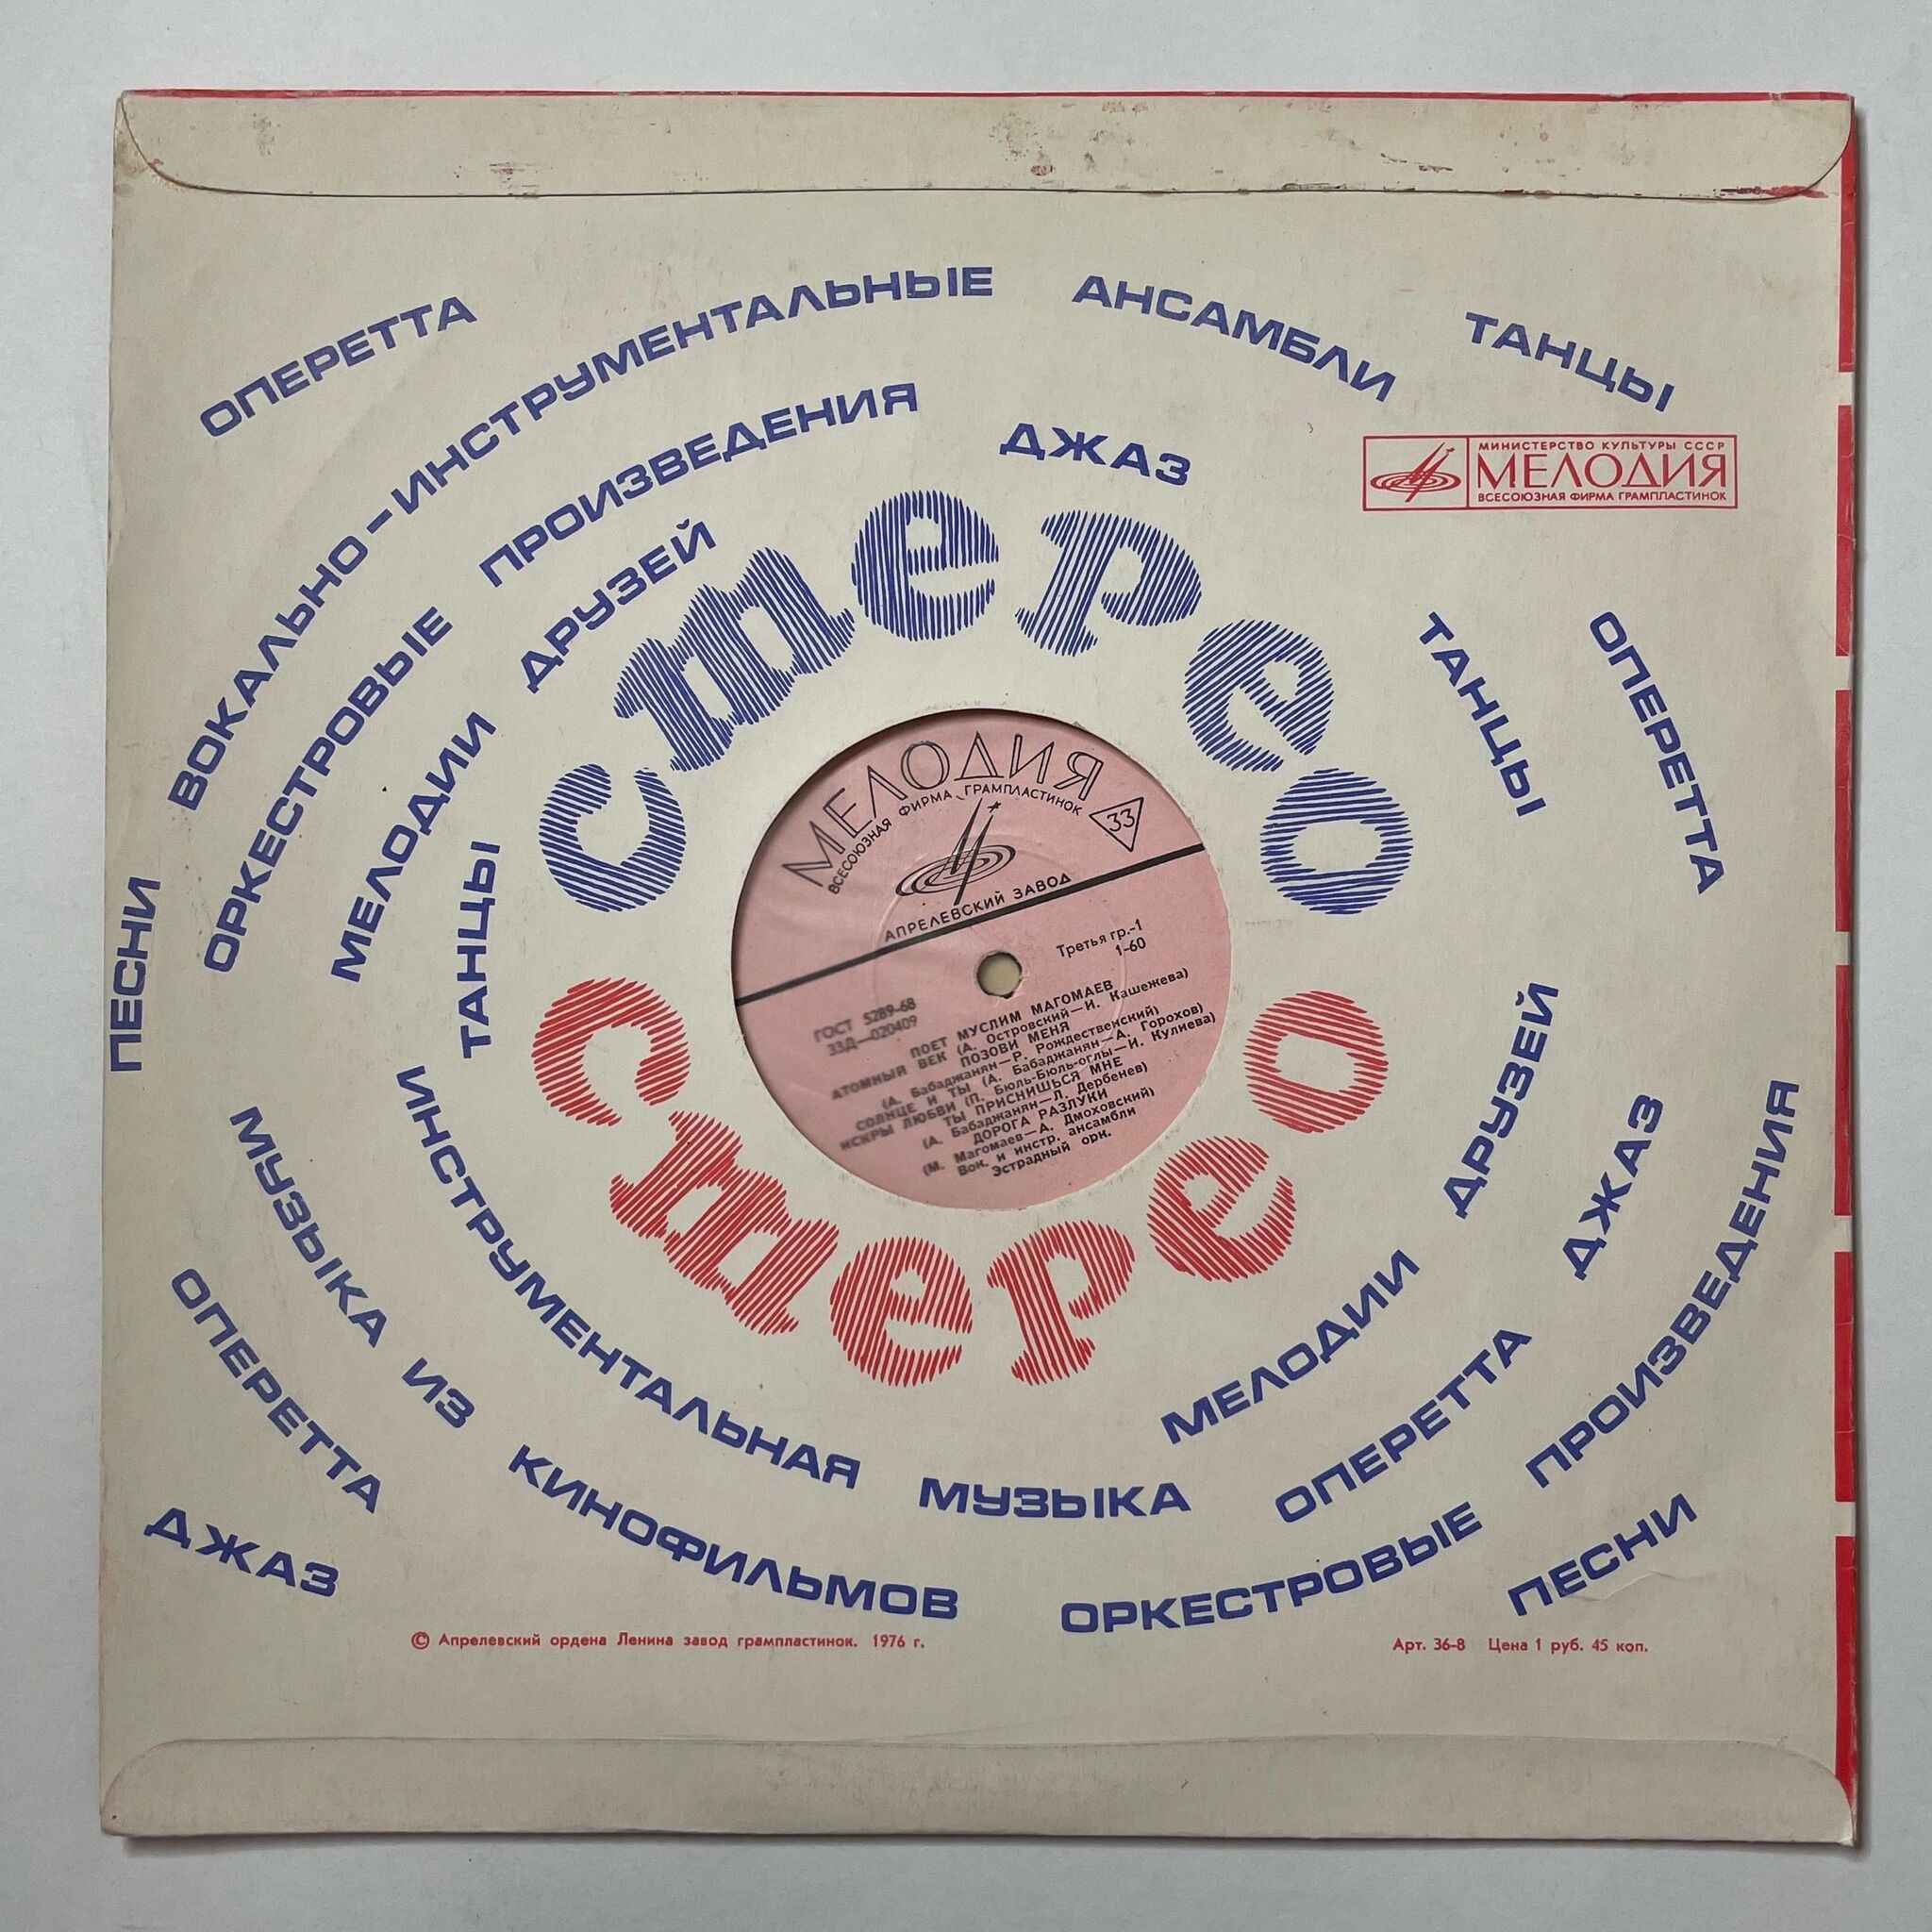 ОПЕРЕТТА
ВОКАЛЬНО-ИНСТРУМЕНТАЛЬНЫЕ АНСАМБЛИ
ТАНЦЫ
ПЕСНИ
ОРКЕСТРОВЫЕ ПРОИЗВЕДЕНИЯ
ДЖАЗ
МИНИСТЕРСТВО КУЛЬТУРЫ СССР
МЕЛОДИЯ
ВСЕСОЮЗНАЯ ФИРМА ГРАМПЛАСТИНОК
МЕЛОДИИ ДРУЗЕЙ
ТАНЦЫ
стерео
ТАНЦЫ
ОПЕРЕТТА
МЕЛОДИЯ
ВСЕСОЮЗНАЯ ФИРМА ГРАМПЛАСТИНОК
33
АПРЕЛЕВСКИЙ ЗАВОД
Третья гр.-1
1-60
ГОСТ 5289-68
33Д—020409
ПОЕТ МУСЛИМ МАГОМАЕВ
АТОМНЫЙ ВЕК (А. Островский—И. Кашежева)
ПОЗОВИ МЕНЯ
(А. Бабаджанян—Р. Рождественский)
СОЛНЦЕ И ТЫ (А. Бабаджанян—А. Горохов)
ИСКРЫ ЛЮБВИ (П. Бюль-Бюль-оглы—И. Кулиева)
ТЫ ПРИСНИШЬСЯ МНЕ
(А. Бабаджанян—Л. Дербенев)
ДОРОГА РАЗЛУКИ
(М. Магомаев—А. Дмоховский)
Вок. и инстр. ансамбли
Эстрадный орк.
стерео
ИНСТРУМЕНТАЛЬНАЯ МУЗЫКА
МЕЛОДИИ ДРУЗЕЙ
МУЗЫКА ИЗ КИНОФИЛЬМОВ
ОПЕРЕТТА
ДЖАЗ
ОПЕРЕТТА
ДЖАЗ
ОРКЕСТРОВЫЕ ПРОИЗВЕДЕНИЯ
ПЕСНИ
© Апрелевский ордена Ленина завод грампластинок. 1976 г.
Арт. 36-8 Цена 1 руб. 45 коп.